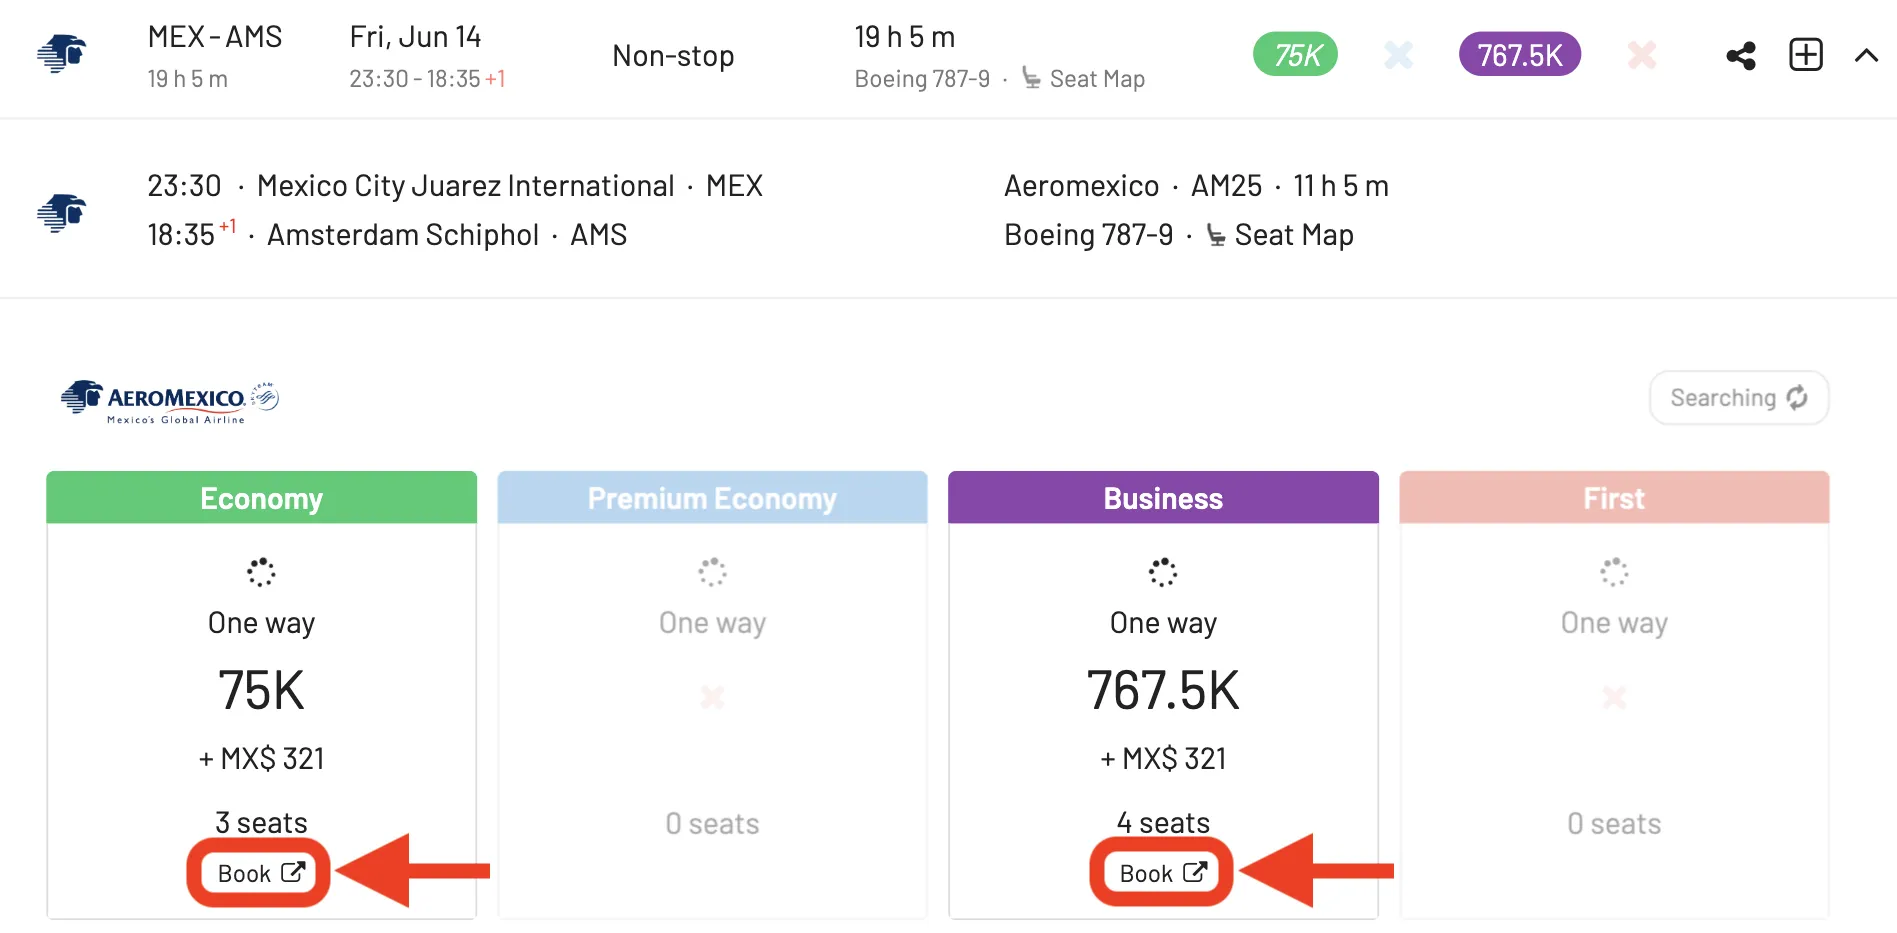 MEX - AMS Fri, Jun 14 Non-stop 19 h 5 m 75K 767.5K
19 h 5 m 23:30 - 18:35 +1 Boeing 787-9 · Seat Map
23:30 · Mexico City Juarez International · MEX Aeromexico · AM25 · 11 h 5 m
18:35 +1 · Amsterdam Schiphol · AMS Boeing 787-9 · Seat Map
AEROMEXICO.
Mexico's Global Airline
Searching
Economy Premium Economy Business First
One way One way One way One way
75K 767.5K
+ MX$ 321 + MX$ 321
3 seats 0 seats 4 seats 0 seats
Book Book